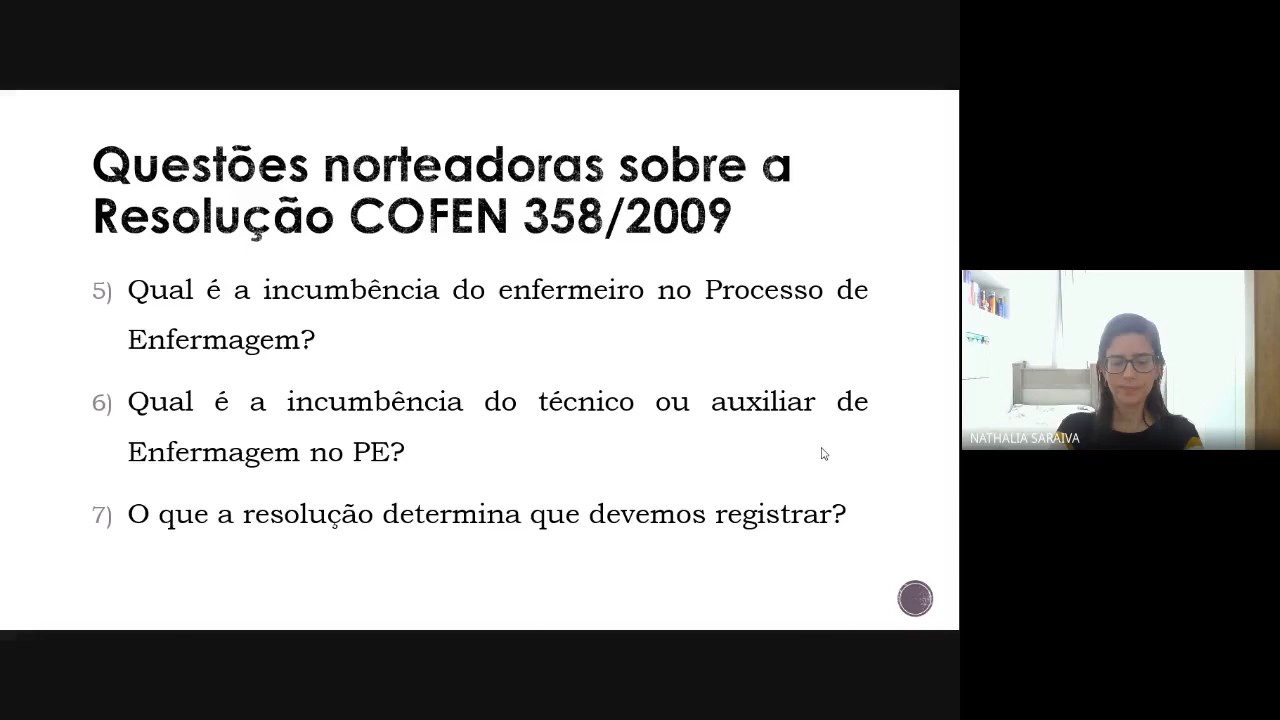 Questões norteadoras sobre a
Resolução COFEN 358/2009
5) Qual é a incumbência do enfermeiro no Processo de
Enfermagem?
6) Qual é a incumbência do técnico ou auxiliar de
Enfermagem no PE?
7) O que a resolução determina que devemos registrar?
NATHALIA SARAIVA